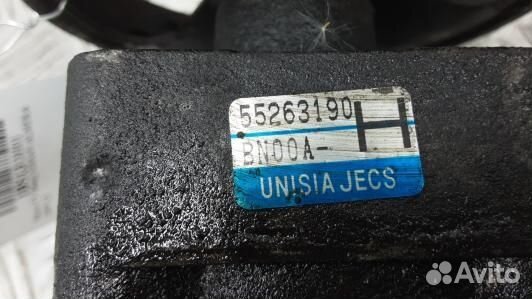 55263190
BN00A-
H
UNISIA JECS
Avito